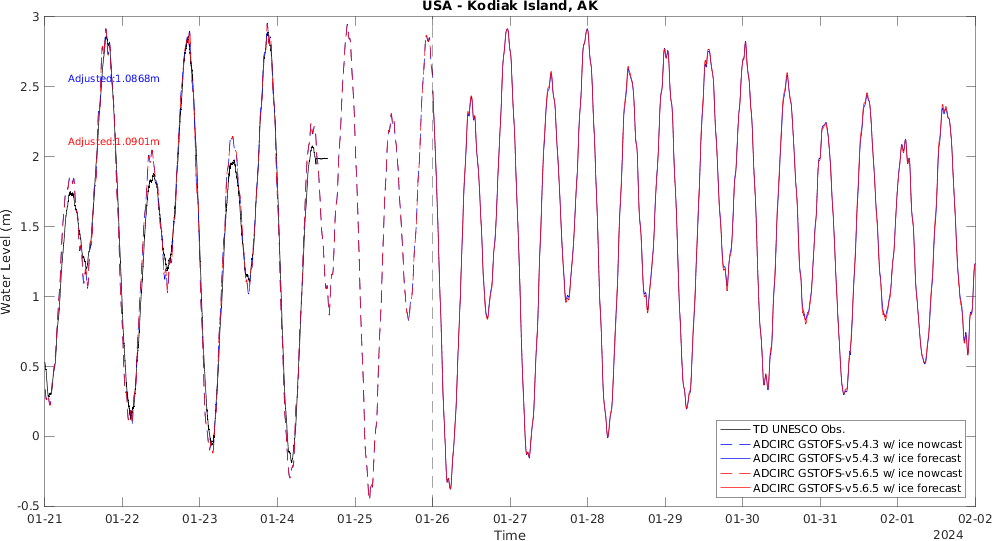 USA - Kodiak Island, AK
3
2.5
2
1.5
1
0.5
0
-0.5
Water Level (m)
Adjusted:1.0868m
Adjusted:1.0901m
TD UNESCO Obs.
ADCIRC GSTOFS-v5.4.3 w/ ice nowcast
ADCIRC GSTOFS-v5.4.3 w/ ice forecast
ADCIRC GSTOFS-v5.6.5 w/ ice nowcast
ADCIRC GSTOFS-v5.6.5 w/ ice forecast
01-21 01-22 01-23 01-24 01-25 01-26 01-27 01-28 01-29 01-30 01-31 02-01 02-02
Time
2024